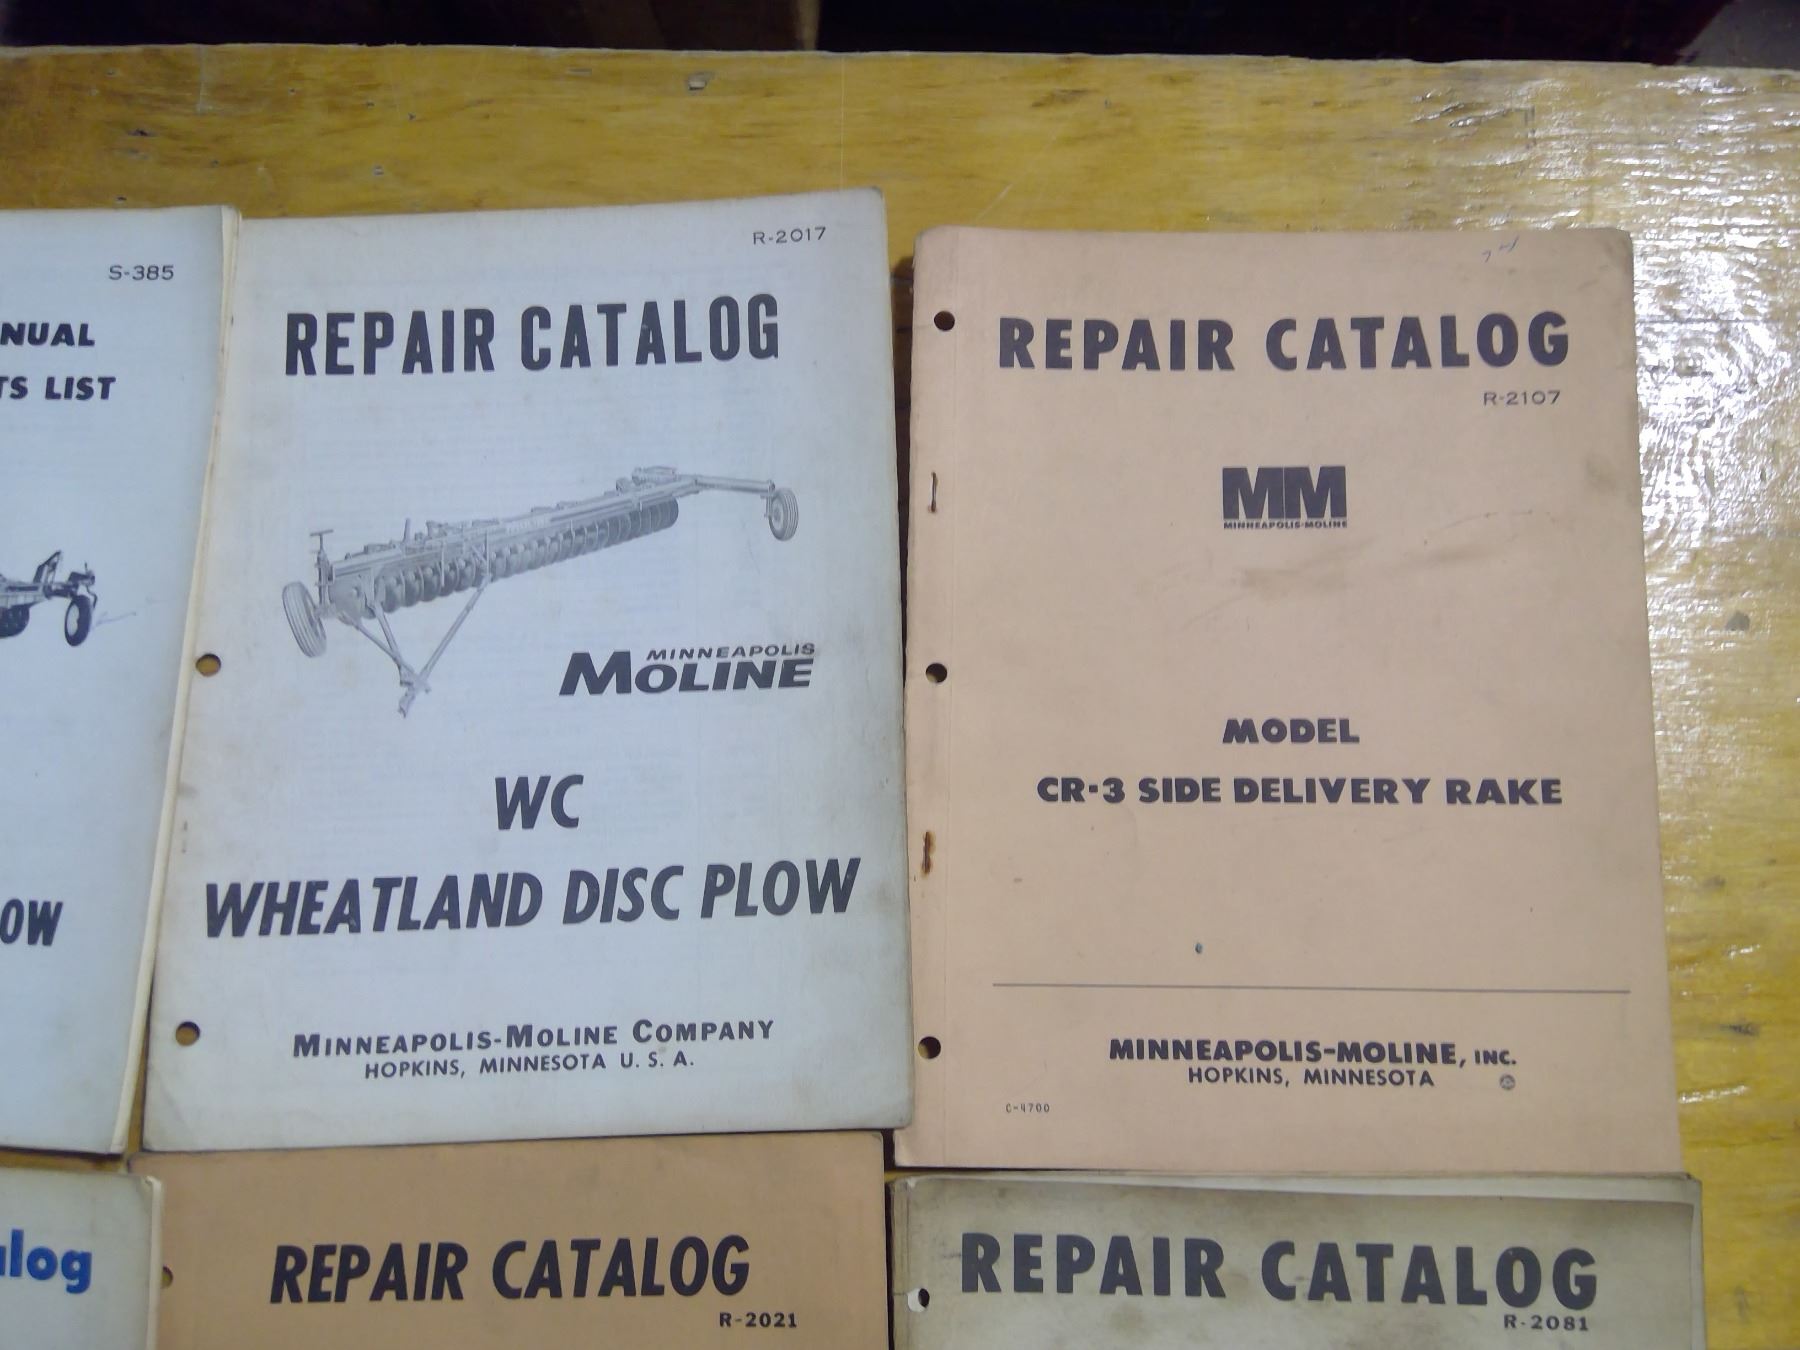 S-385
NUAL
TS LIST
OW
R-2017
REPAIR CATALOG
MINNEAPOLIS
MOLINE
WC
WHEATLAND DISC PLOW
MINNEAPOLIS-MOLINE COMPANY
HOPKINS, MINNESOTA U. S. A.
REPAIR CATALOG
R-2107
MM
MINNEAPOLIS-MOLINE
MODEL
CR-3 SIDE DELIVERY RAKE
MINNEAPOLIS-MOLINE, INC.
HOPKINS, MINNESOTA
C-4700
alog
REPAIR CATALOG
R-2021
REPAIR CATALOG
R-2081